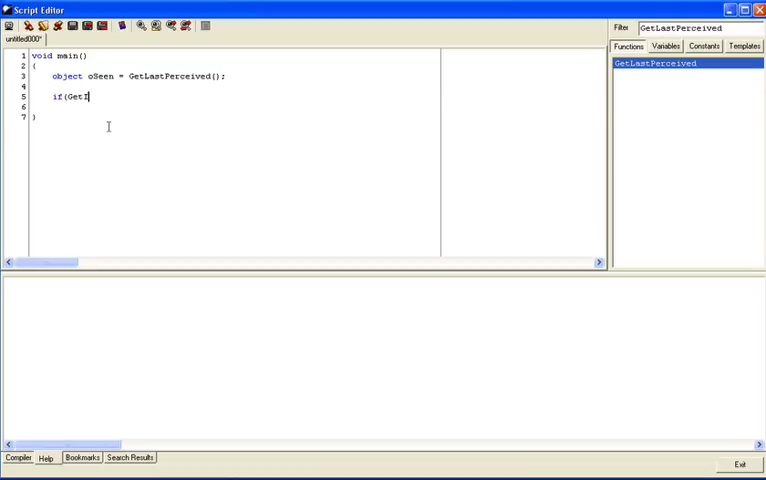 Script Editor
Filter GetLastPerceived
untitled000*
Functions Variables Constants Templates
GetLastPerceived
1 void main()
2 {
3 object oSeen = GetLastPerceived();
4
5 if(GetI
6
7 }
Compiler Help Bookmarks Search Results
Exit